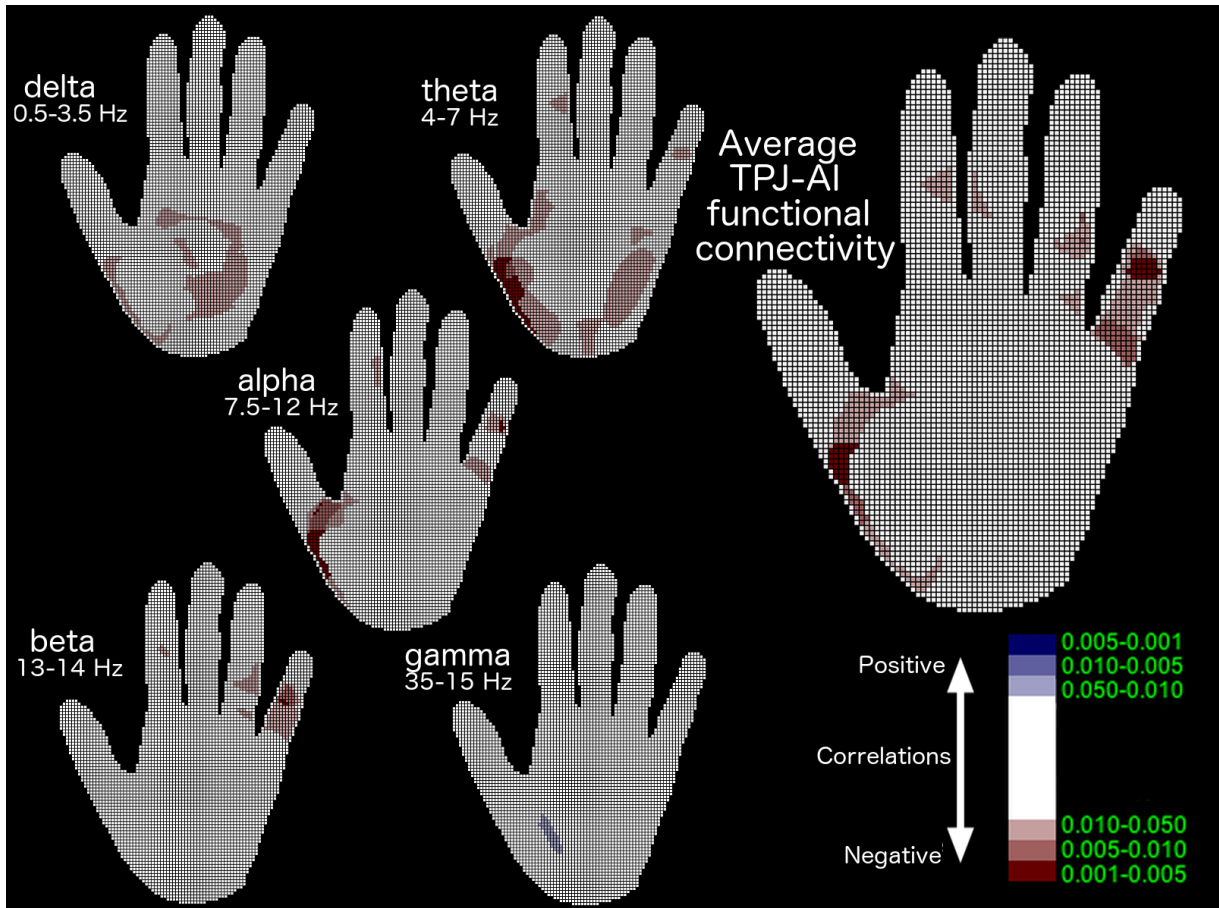 delta
0.5-3.5 Hz
theta
4-7 Hz
Average
TPJ-AI
functional
connectivity
alpha
7.5-12 Hz
beta
13-14 Hz
gamma
35-15 Hz
Positive
Correlations
Negative
0.005-0.001
0.010-0.005
0.050-0.010
0.010-0.050
0.005-0.010
0.001-0.005